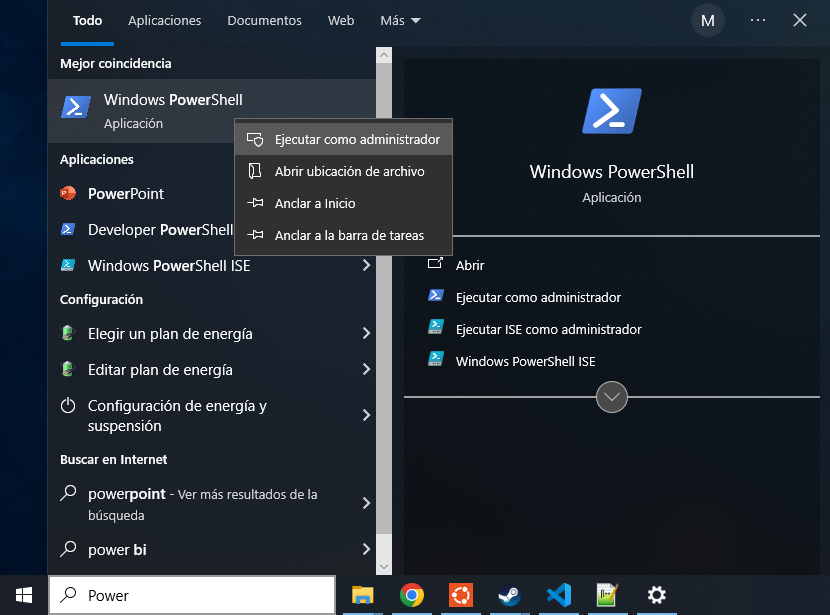 Todo Aplicaciones Documentos Web Más M ...
Mejor coincidencia
Windows PowerShell
Aplicación
Ejecutar como administrador
Abrir ubicación de archivo
Anclar a Inicio
Anclar a la barra de tareas
Aplicaciones
PowerPoint
Developer PowerShell
Windows PowerShell ISE
Configuración
Elegir un plan de energía
Editar plan de energía
Configuración de energía y
suspensión
Buscar en Internet
powerpoint - Ver más resultados de la
búsqueda
power bi
Windows PowerShell
Aplicación
Abrir
Ejecutar como administrador
Ejecutar ISE como administrador
Windows PowerShell ISE
Power